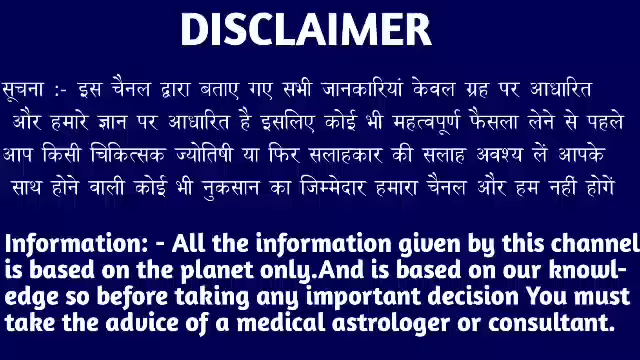 DISCLAIMER
सूचना :- इस चैनल द्वारा बताए गए सभी जानकारियां केवल ग्रह पर आधारित
और हमारे ज्ञान पर आधारित है इसलिए कोई भी महत्वपूर्ण फैसला लेने से पहले
आप किसी चिकित्सक ज्योतिषी या फिर सलाहकार की सलाह अवश्य लें आपके
साथ होने वाली कोई भी नुकसान का जिम्मेदार हमारा चैनल और हम नहीं होगें
Information: - All the information given by this channel
is based on the planet only.And is based on our knowl-
edge so before taking any important decision You must
take the advice of a medical astrologer or consultant.